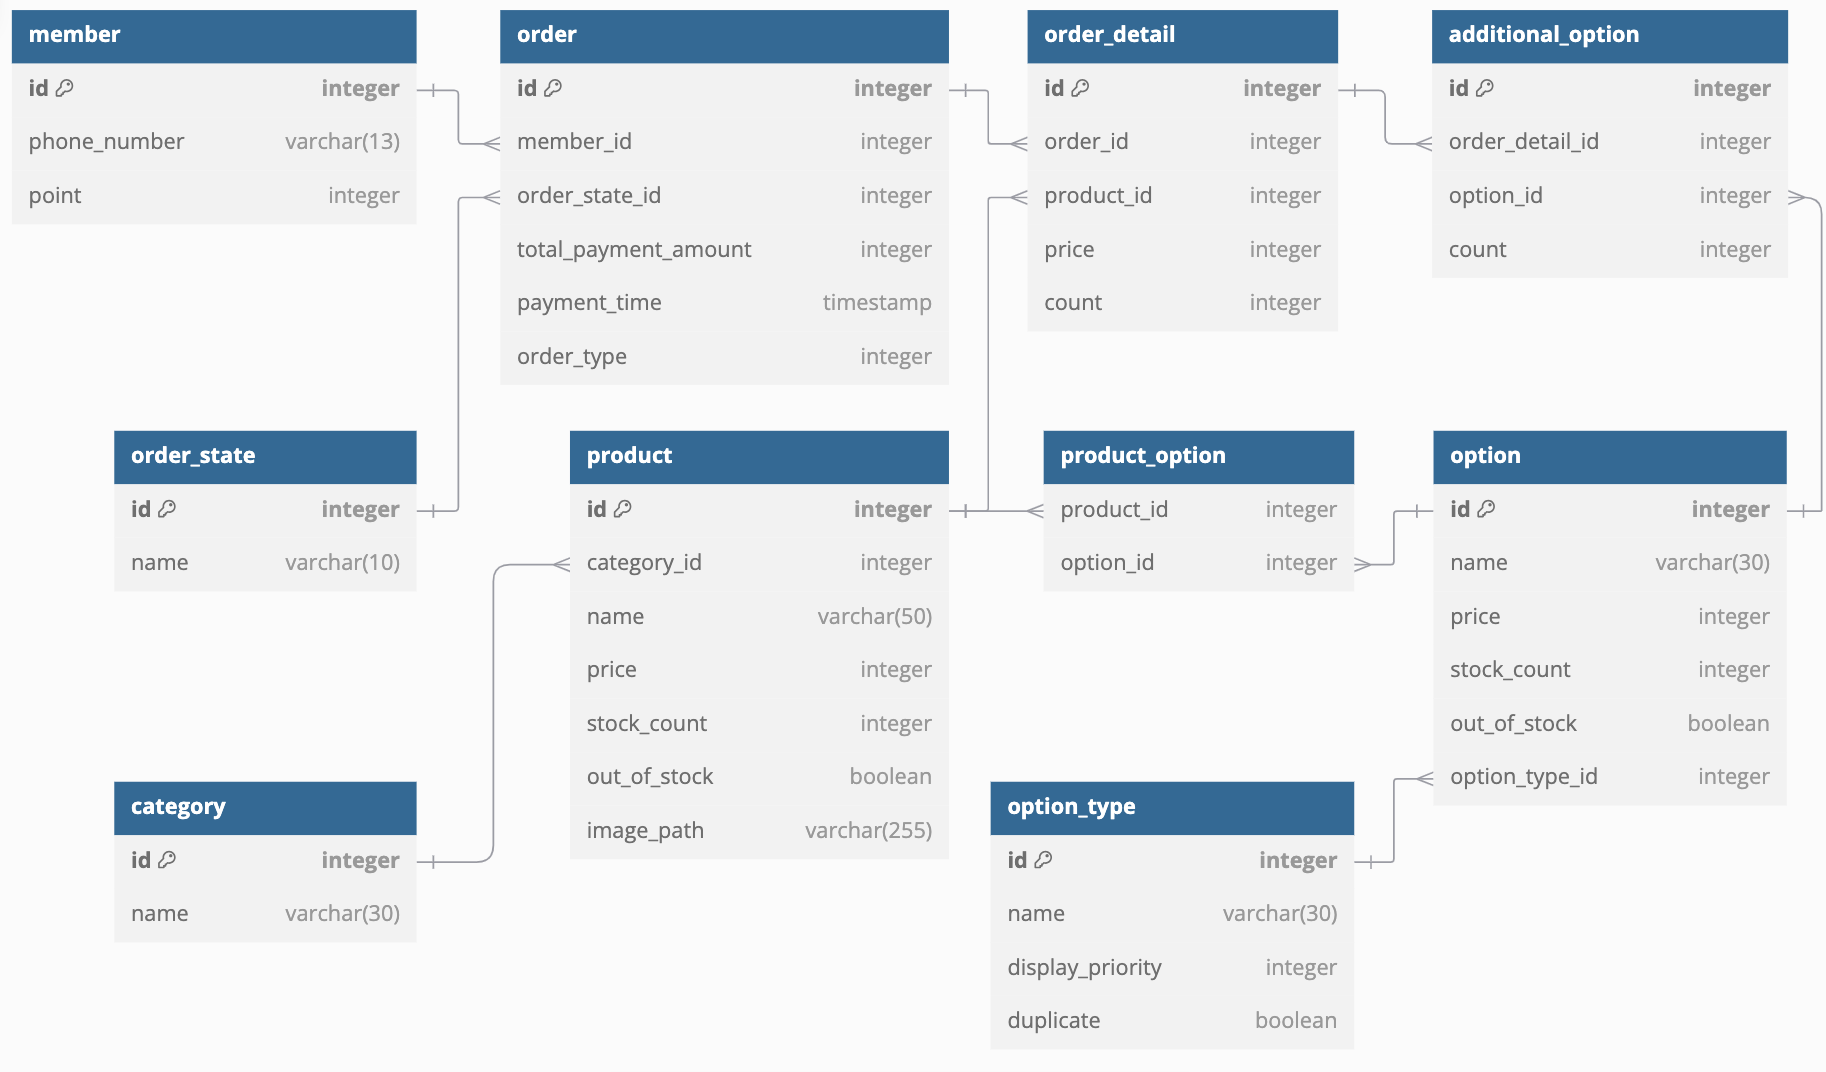 member
id integer
phone_number varchar(13)
point integer
order
id integer
member_id integer
order_state_id integer
total_payment_amount integer
payment_time timestamp
order_type integer
order_detail
id integer
order_id integer
product_id integer
price integer
count integer
additional_option
id integer
order_detail_id integer
option_id integer
count integer
order_state
id integer
name varchar(10)
product
id integer
category_id integer
name varchar(50)
price integer
stock_count integer
out_of_stock boolean
image_path varchar(255)
product_option
product_id integer
option_id integer
option
id integer
name varchar(30)
price integer
stock_count integer
out_of_stock boolean
option_type_id integer
category
id integer
name varchar(30)
option_type
id integer
name varchar(30)
display_priority integer
duplicate boolean